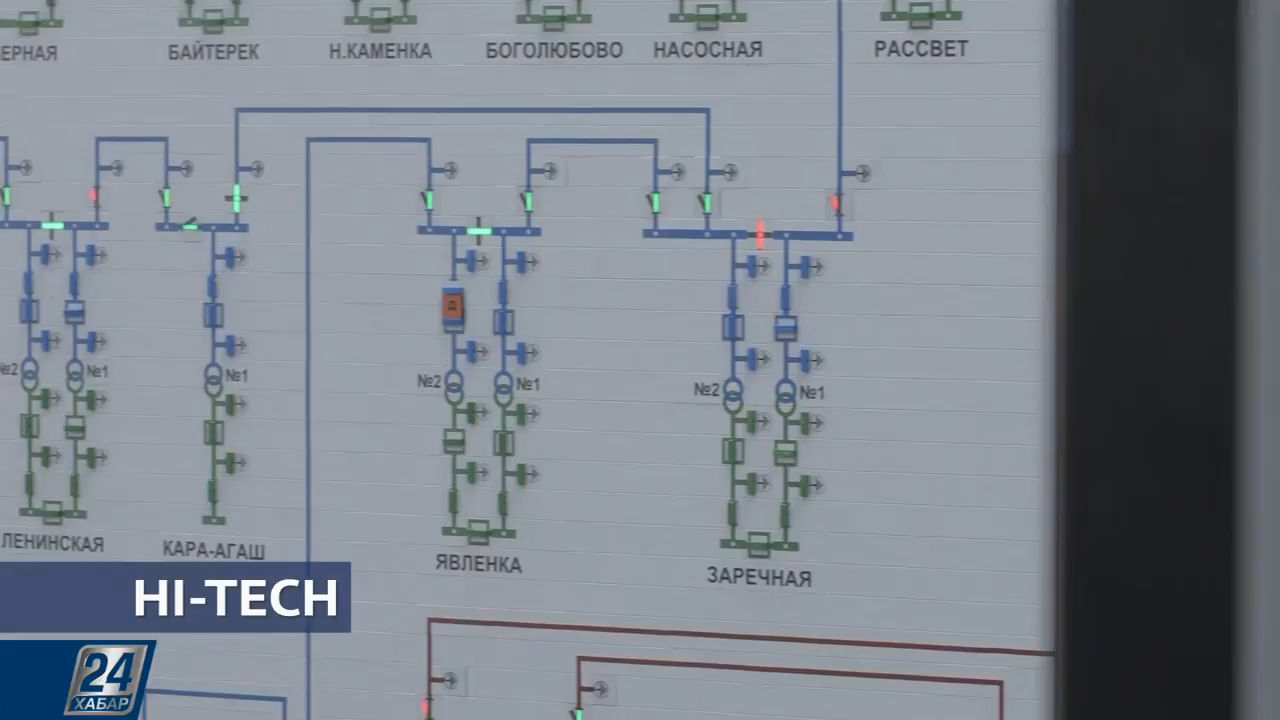 БАЙТЕРЕК
Н.КАМЕНКА
БОГОЛЮБОВО
НАСОСНАЯ
РАССВЕТ
№2
№1
№1
№2
№1
№2
№1
Д
ЛЕНИНСКАЯ
КАРА-АГАШ
ЯВЛЕНКА
ЗАРЕЧНАЯ
HI-TECH
24
ХАБАР